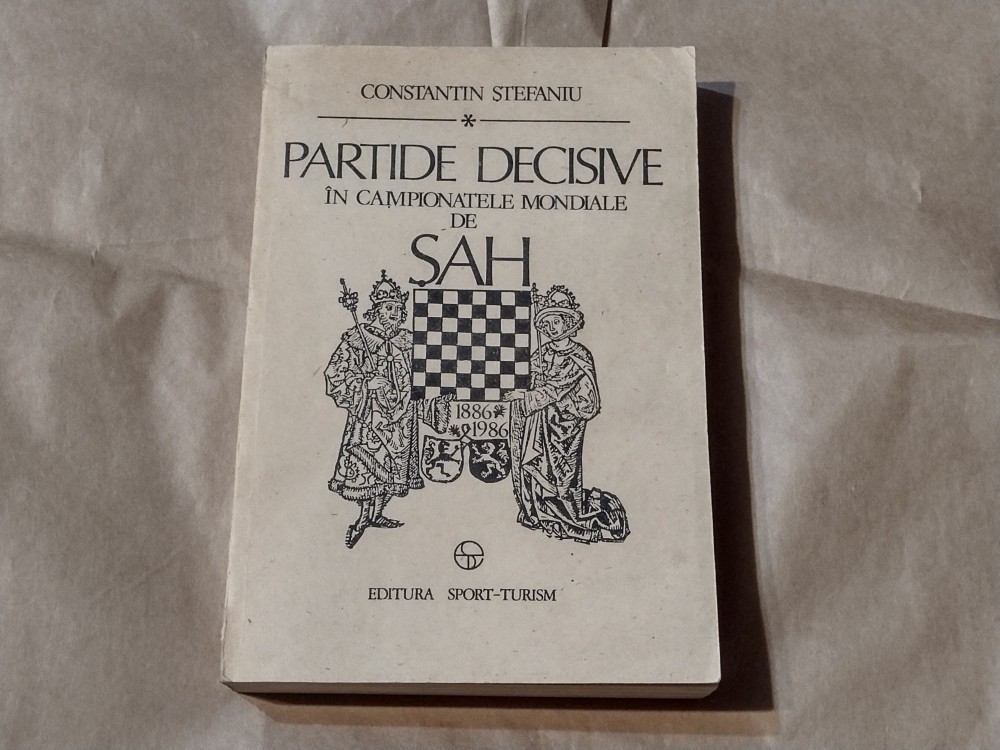 CONSTANTIN ȘTEFANIU
*
PARTIDE DECISIVE
ÎN CAMPIONATELE MONDIALE
DE
ȘAH
1886*
*1986
EDITURA SPORT-TURISM